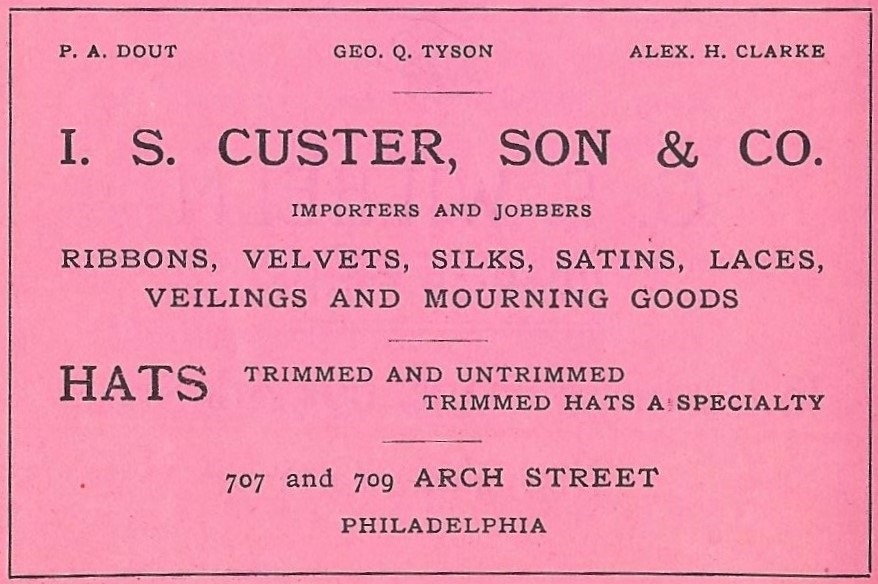 P. A. DOUT GEO. Q. TYSON ALEX. H. CLARKE
I. S. CUSTER, SON & CO.
IMPORTERS AND JOBBERS
RIBBONS, VELVETS, SILKS, SATINS, LACES,
VEILINGS AND MOURNING GOODS
HATS TRIMMED AND UNTRIMMED
TRIMMED HATS A SPECIALTY
707 and 709 ARCH STREET
PHILADELPHIA